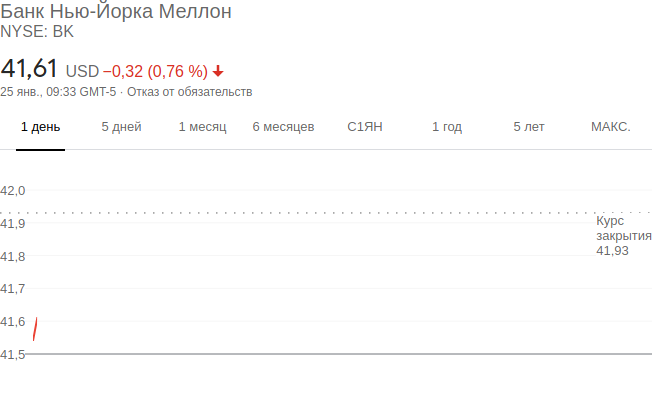 Банк Нью-Йорка Меллон
NYSE: BK
41,61 USD −0,32 (0,76 %)
25 янв., 09:33 GMT-5 · Отказ от обязательств
1 день 5 дней 1 месяц 6 месяцев С1ЯН 1 год 5 лет МАКС.
42,0
41,9
Курс
закрытия
41,93
41,8
41,7
41,6
41,5